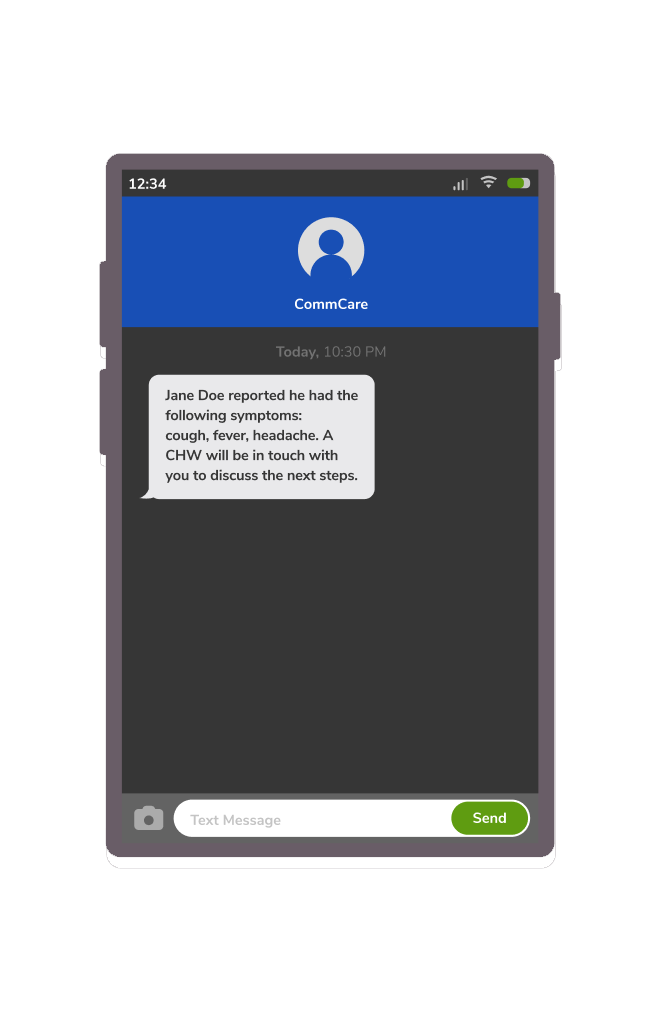 12:34
CommCare
Today, 10:30 PM
Jane Doe reported he had the
following symptoms:
cough, fever, headache. A
CHW will be in touch with
you to discuss the next steps.
Text Message
Send